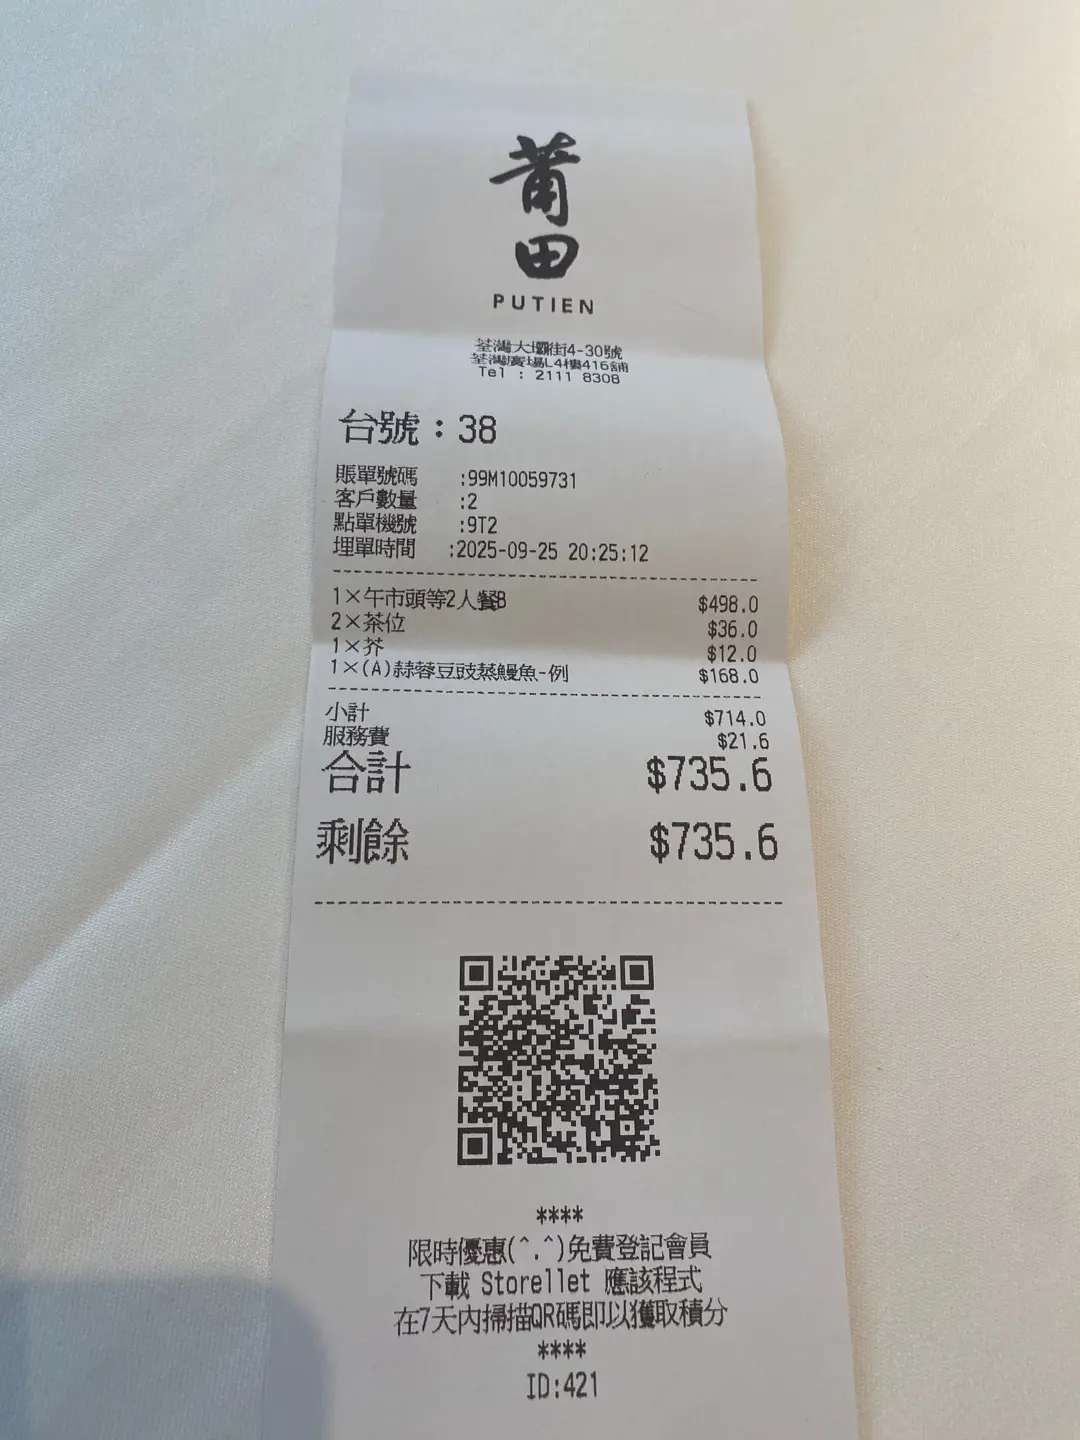 莆
田
PUTIEN
荃灣大壩街4-30號
荃灣廣場L4樓416舖
Tel : 2111 8308
台號：38
賬單號碼 :99M10059731
客戶數量 :2
點單機號 :9T2
埋單時間 :2025-09-25 20:25:12
1×午市頭等2人餐B $498.0
2×茶位 $36.0
1×芥 $12.0
1×(A)蒜蓉豆豉蒸鰻魚-例 $168.0
小計 $714.0
服務費 $21.6
合計 $735.6
剩餘 $735.6
****
限時優惠(^.^)免費登記會員
下載 Storellet 應該程式
在7天內掃描QR碼即以獲取積分
****
ID:421